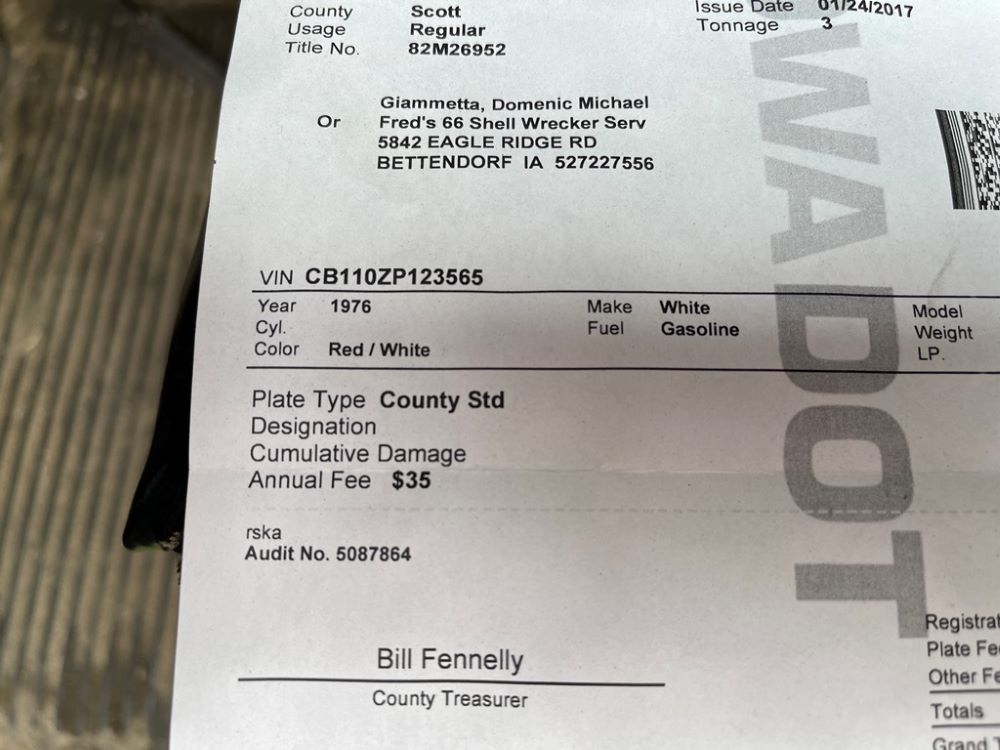 County Scott Issue Date 01/24/2017
Usage Regular Tonnage 3
Title No. 82M26952
Giammetta, Domenic Michael
Or Fred's 66 Shell Wrecker Serv
5842 EAGLE RIDGE RD
BETTENDORF IA 527227556
VIN CB110ZP123565
Year 1976 Make White Model
Cyl. Fuel Gasoline Weight
Color Red / White LP.
Plate Type County Std
Designation
Cumulative Damage
Annual Fee $35
rska
Audit No. 5087864
Bill Fennelly
County Treasurer
Registrat
Plate Fe
Other Fe
Totals
Grand T
OWADOT